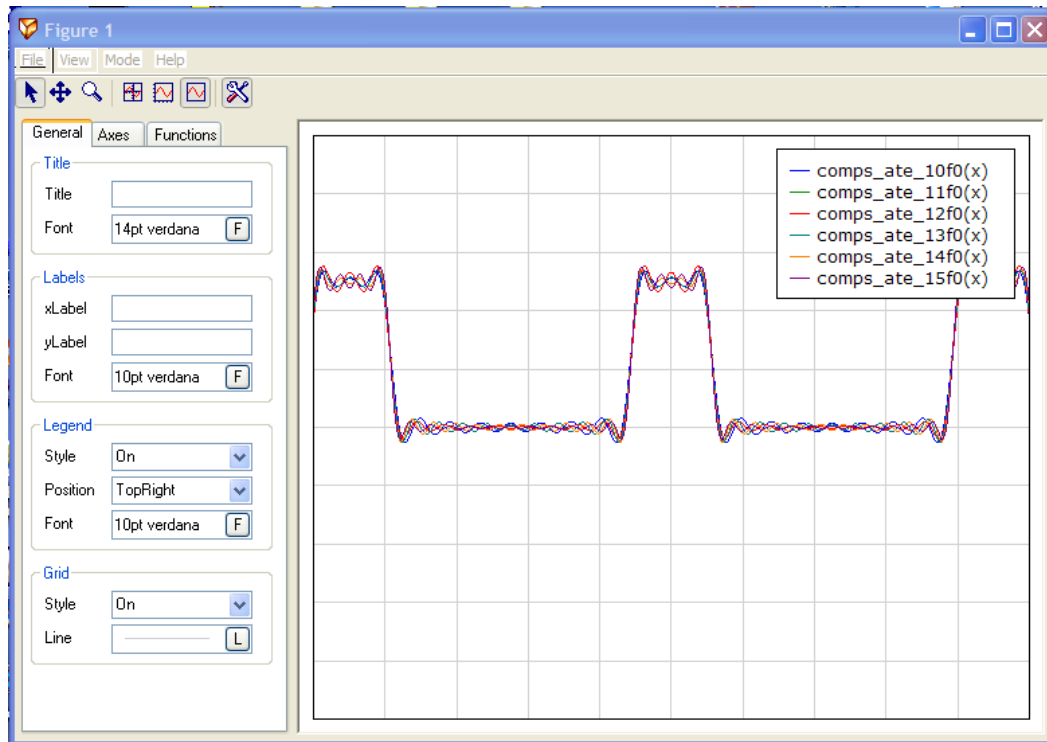 Figure 1
File View Mode Help
General Axes Functions
Title
Title
Font 14pt verdana F
Labels
xLabel
yLabel
Font 10pt verdana F
Legend
Style On
Position TopRight
Font 10pt verdana F
Grid
Style On
Line L
comps_ate_10f0(x)
comps_ate_11f0(x)
comps_ate_12f0(x)
comps_ate_13f0(x)
comps_ate_14f0(x)
comps_ate_15f0(x)